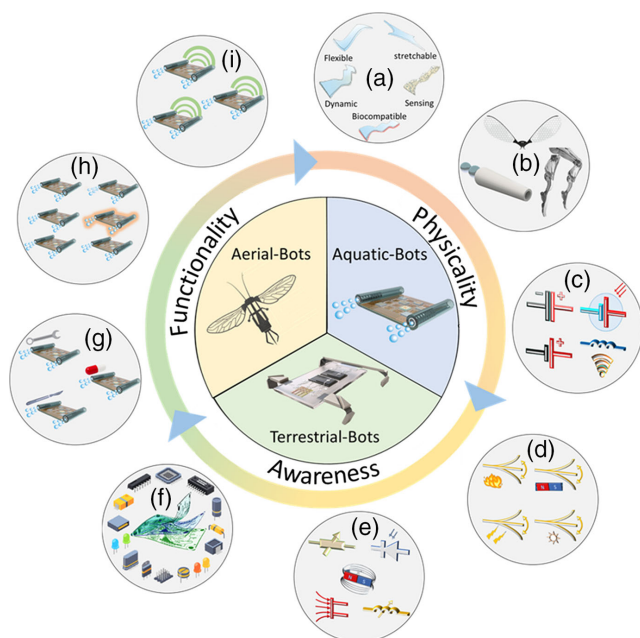 (i)
(a)
Flexible
stretchable
Dynamic
Sensing
Biocompatible
(h)
(b)
Functionality
Physicality
Aerial-Bots
Aquatic-Bots
(c)
(g)
Terrestrial-Bots
Awareness
(d)
N S
(f)
(e)
N S